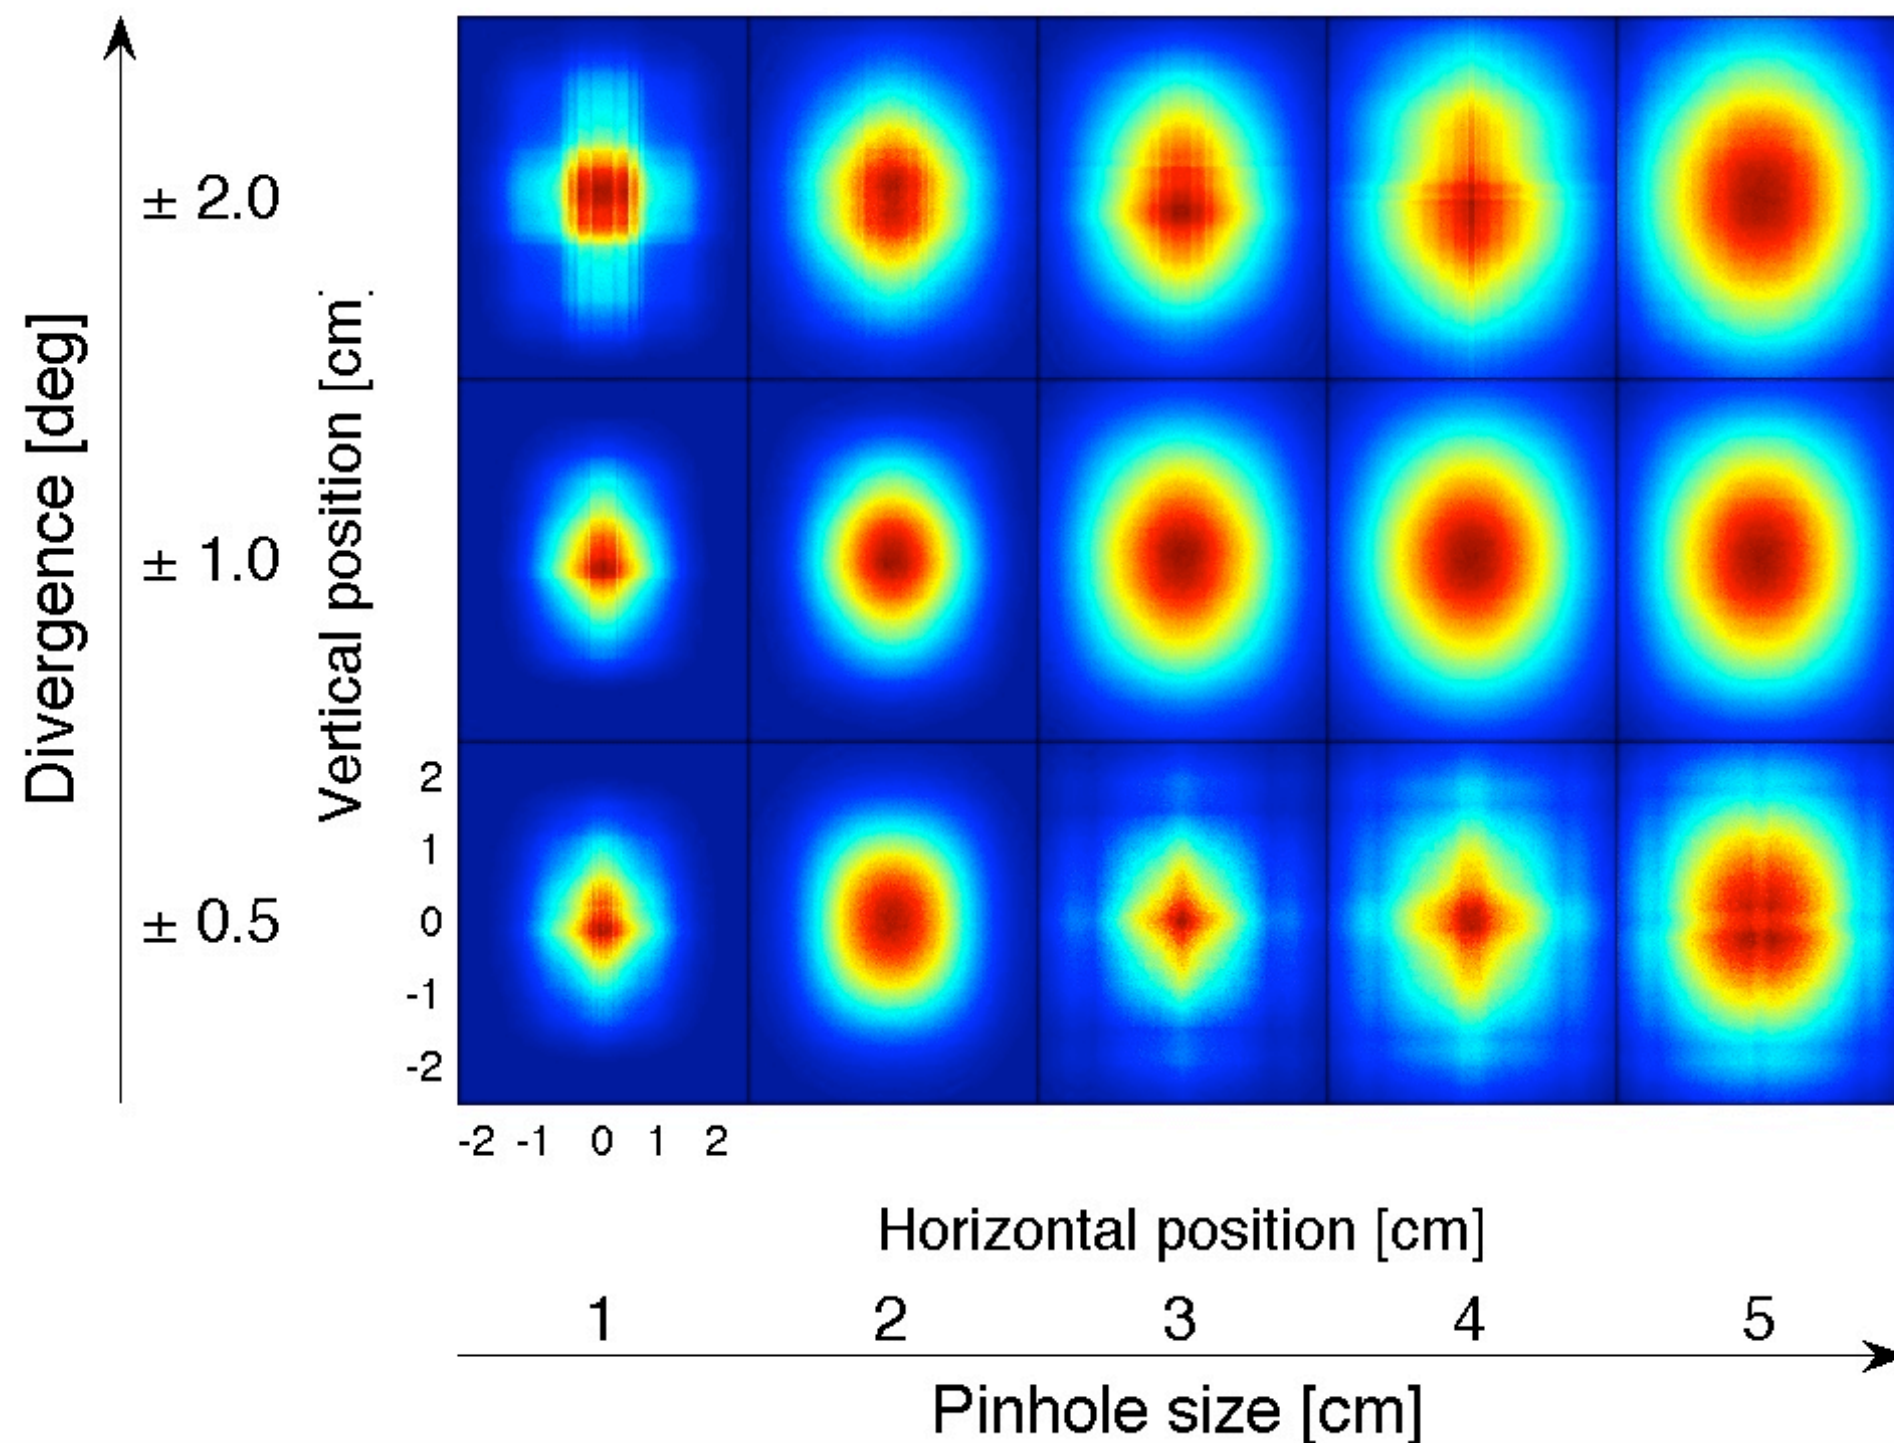 Divergence [deg]
± 2.0
± 1.0
± 0.5
Vertical position [cm]
2
1
0
-1
-2
-2 -1 0 1 2
Horizontal position [cm]
1 2 3 4 5
Pinhole size [cm]